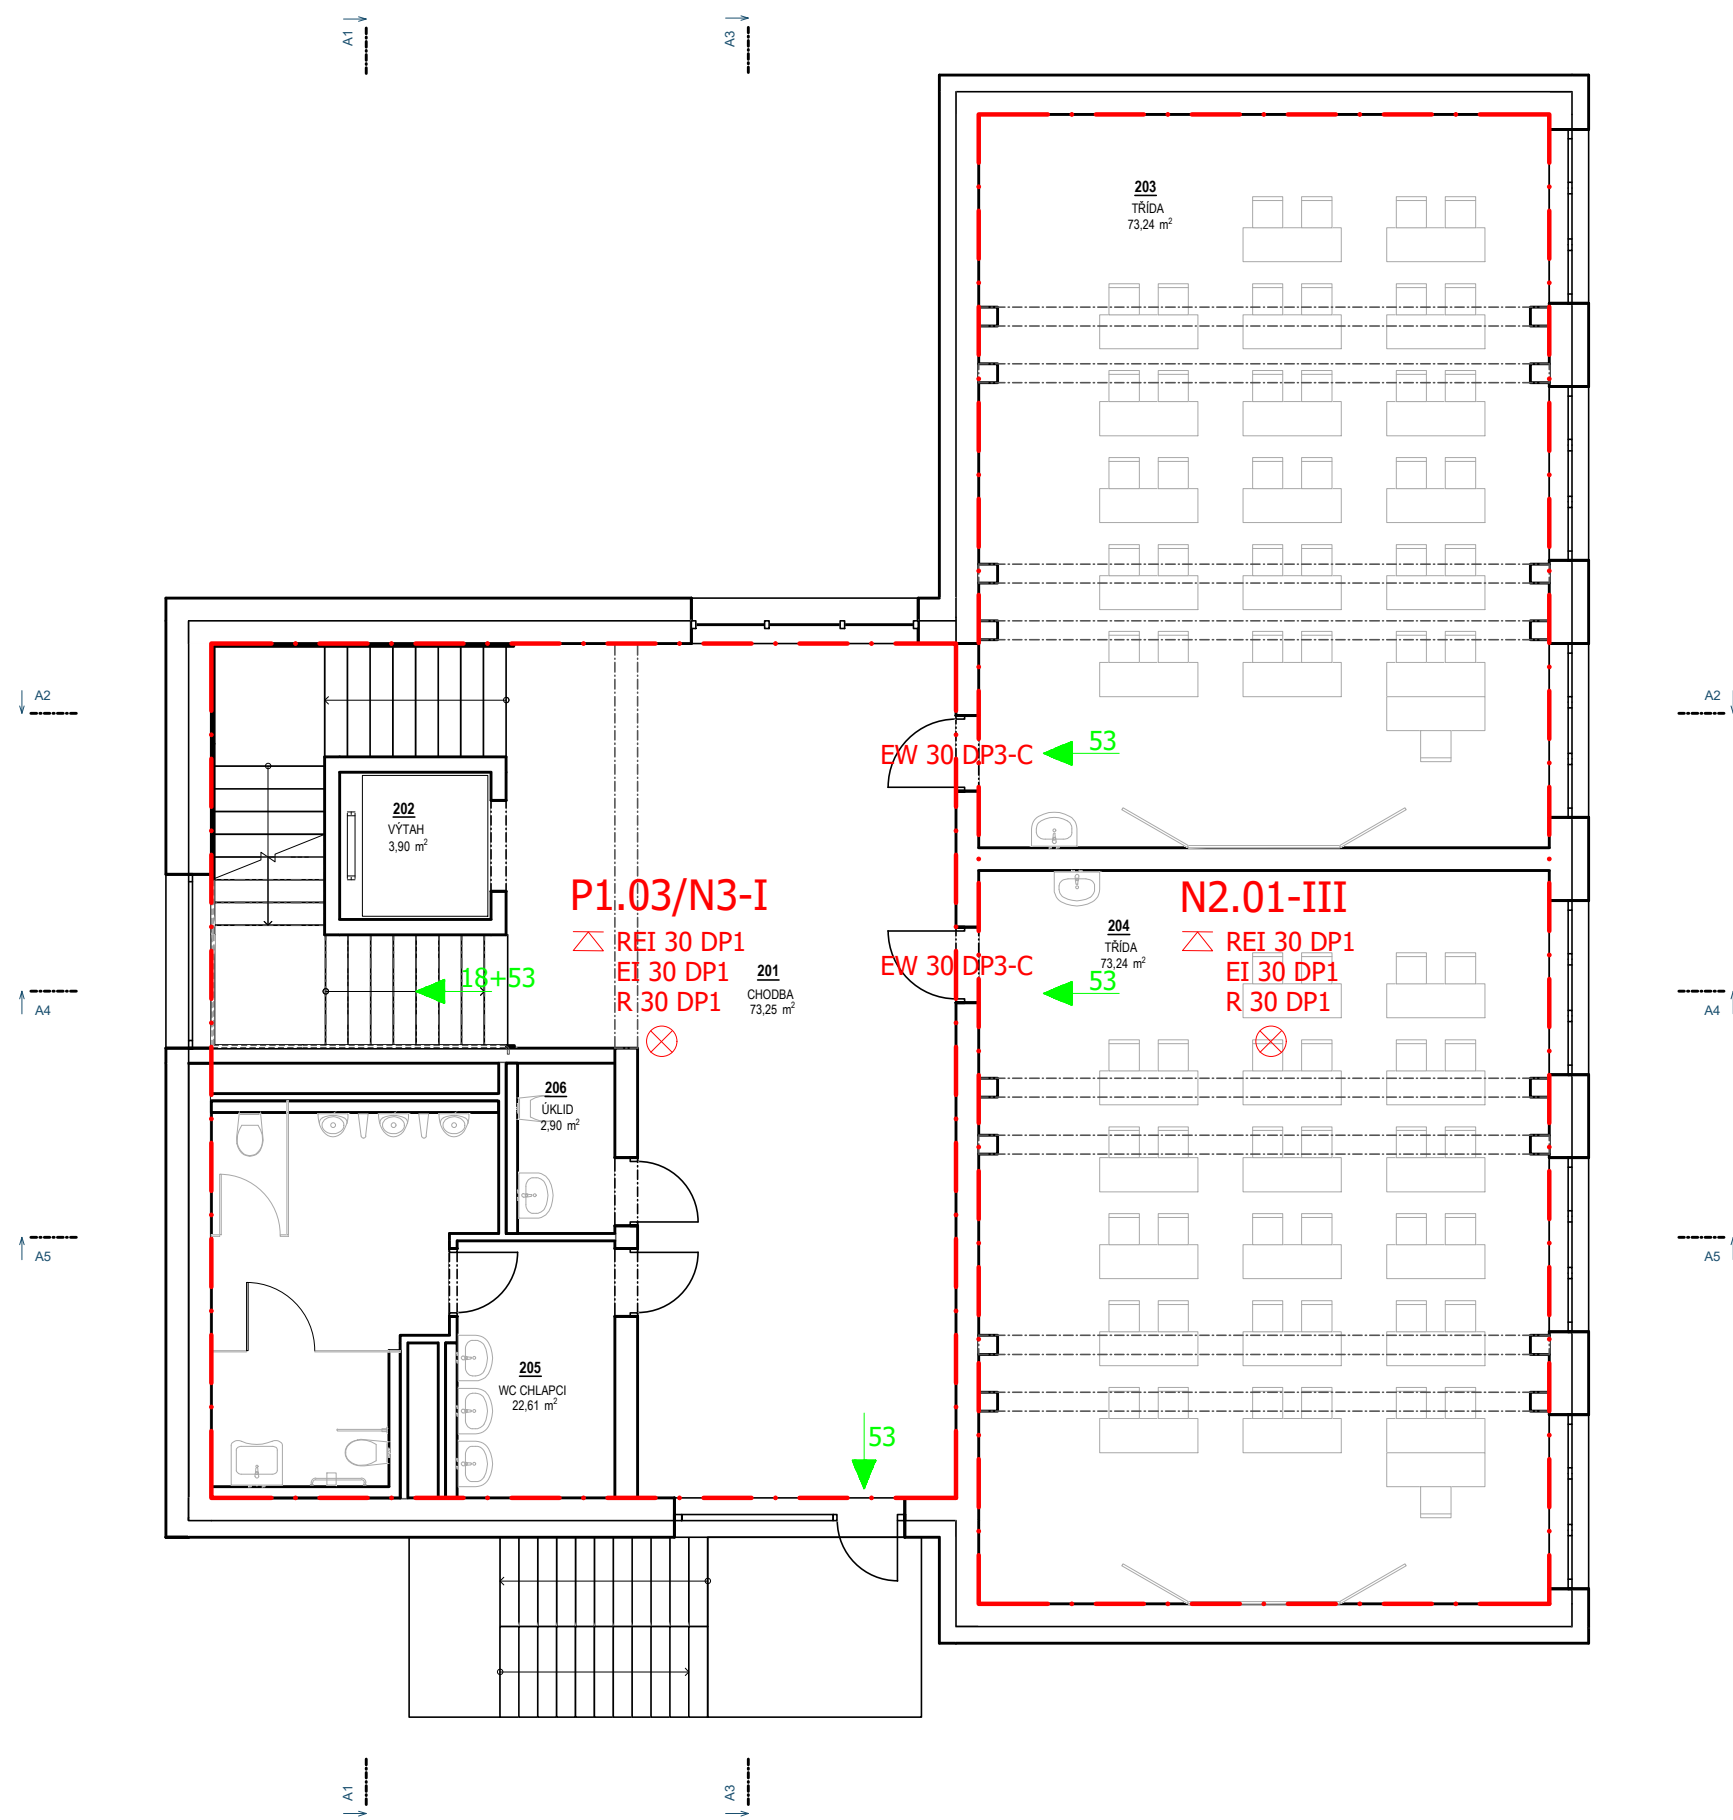 A1
A3
203
TŘÍDA
73,24 m²
A2
A2
53
EW 30 DP3-C
202
VÝTAH
3,90 m²
P1.03/N3-I
REI 30 DP1
EI 30 DP1
R 30 DP1
18+53
201
CHODBA
73,25 m²
EW 30 DP3-C
53
N2.01-III
204
TŘÍDA
73,24 m²
REI 30 DP1
EI 30 DP1
R 30 DP1
A4
A4
206
ÚKLID
2,90 m²
A5
A5
205
WC CHLAPCI
22,61 m²
53
A1
A3